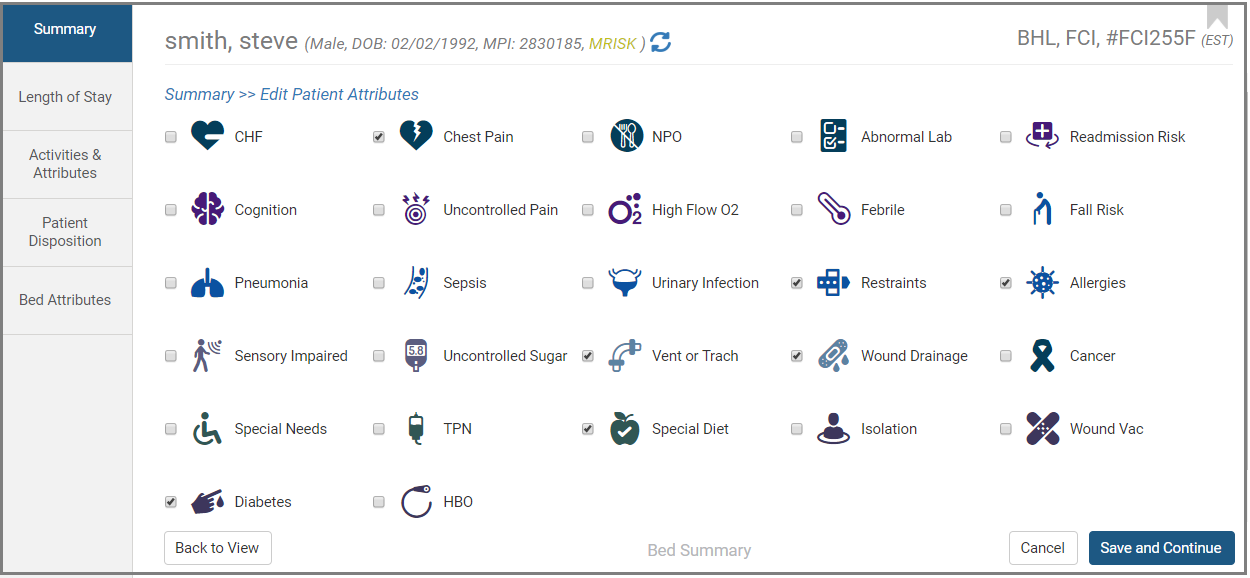 Summary
Length of Stay
Activities &
Attributes
Patient
Disposition
Bed Attributes
smith, steve (Male, DOB: 02/02/1992, MPI: 2830185, MRISK )
BHL, FCI, #FCI255F (EST)
Summary >> Edit Patient Attributes
CHF Chest Pain NPO Abnormal Lab Readmission Risk
Cognition Uncontrolled Pain O2 High Flow O2 Febrile Fall Risk
Pneumonia Sepsis Urinary Infection Restraints Allergies
Sensory Impaired 5.8 Uncontrolled Sugar Vent or Trach Wound Drainage Cancer
Special Needs TPN Special Diet Isolation Wound Vac
Diabetes HBO
Back to View Bed Summary Cancel Save and Continue